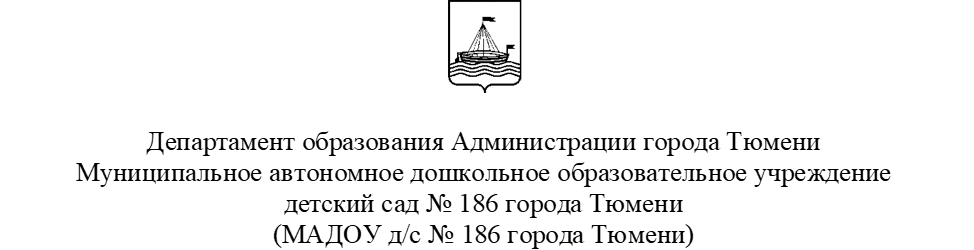 Департамент образования Администрации города Тюмени
Муниципальное автономное дошкольное образовательное учреждение
детский сад № 186 города Тюмени
(МАДОУ д/с № 186 города Тюмени)